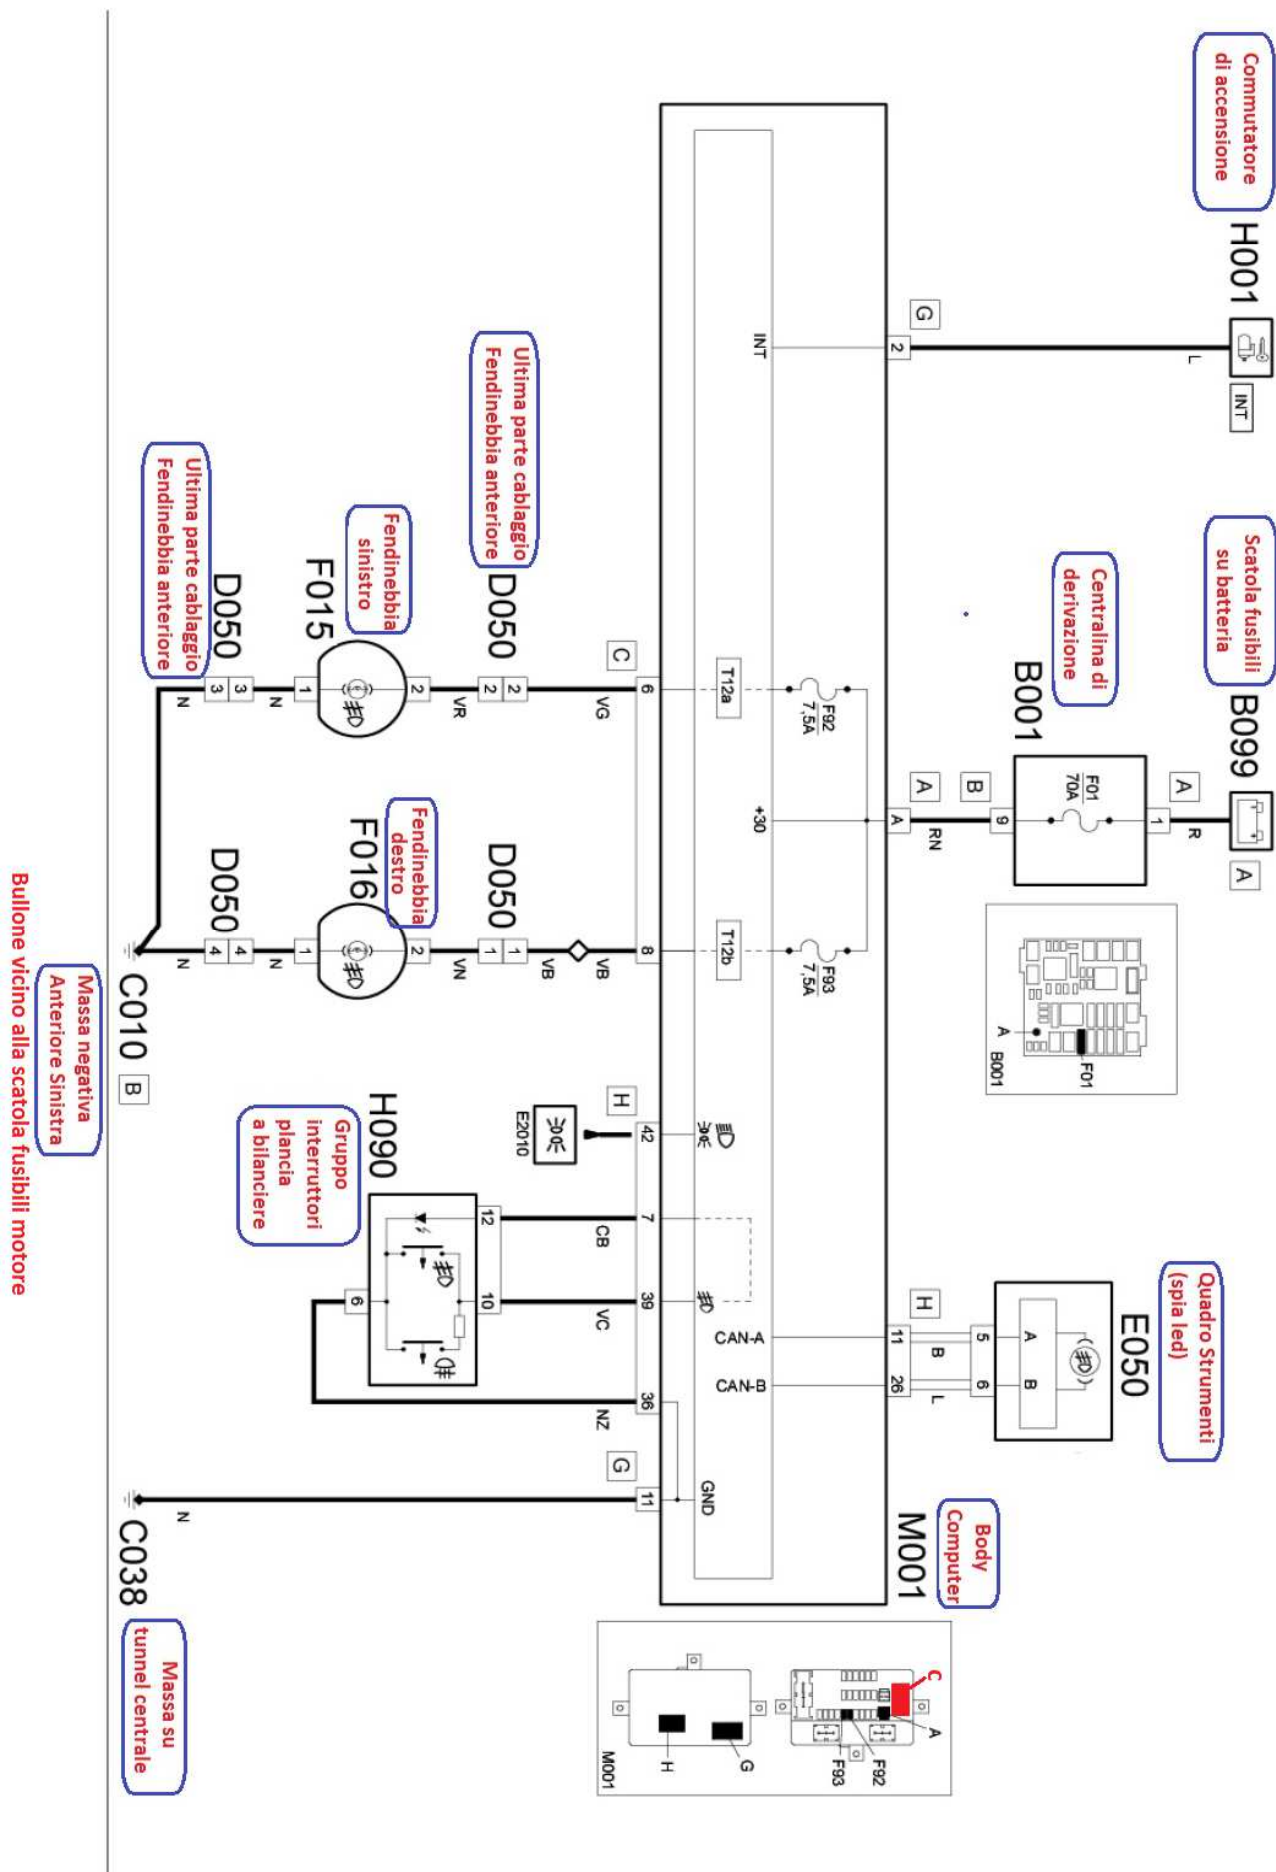 Commutatore
di accensione
H001
INT
L
G
2
INT
Scatola fusibili
su batteria
B099
A
R
A
1
Centralina di
derivazione
B001
F01
70A
9
B
RN
A
A
+30
F01
A
B001
F92
7,5A
T12a
F93
7,5A
T12b
Quadro Strumenti
(spia led)
E050
A
B
5
6
H
B
L
11
26
CAN-A
CAN-B
Body
Computer
M001
GND
C
6
8
H
42
7
39
36
G
11
VG
VB
VB
E2010
CB
VC
NZ
Ultima parte cablaggio
Fendinebbia anteriore
D050
2
2
VR
2
D050
1
1
VN
2
Fendinebbia
sinistro
F015
1
N
Fendinebbia
destro
F016
1
N
Gruppo
interruttori
plancia
a bilanciere
H090
12
10
6
Ultima parte cablaggio
Fendinebbia anteriore
D050
3
3
N
D050
4
4
N
N
C010
B
C038
Massa negativa
Anteriore Sinistra
Bullone vicino alla scatola fusibili motore
Massa su
tunnel centrale
C
A
F92
F93
G
H
M001